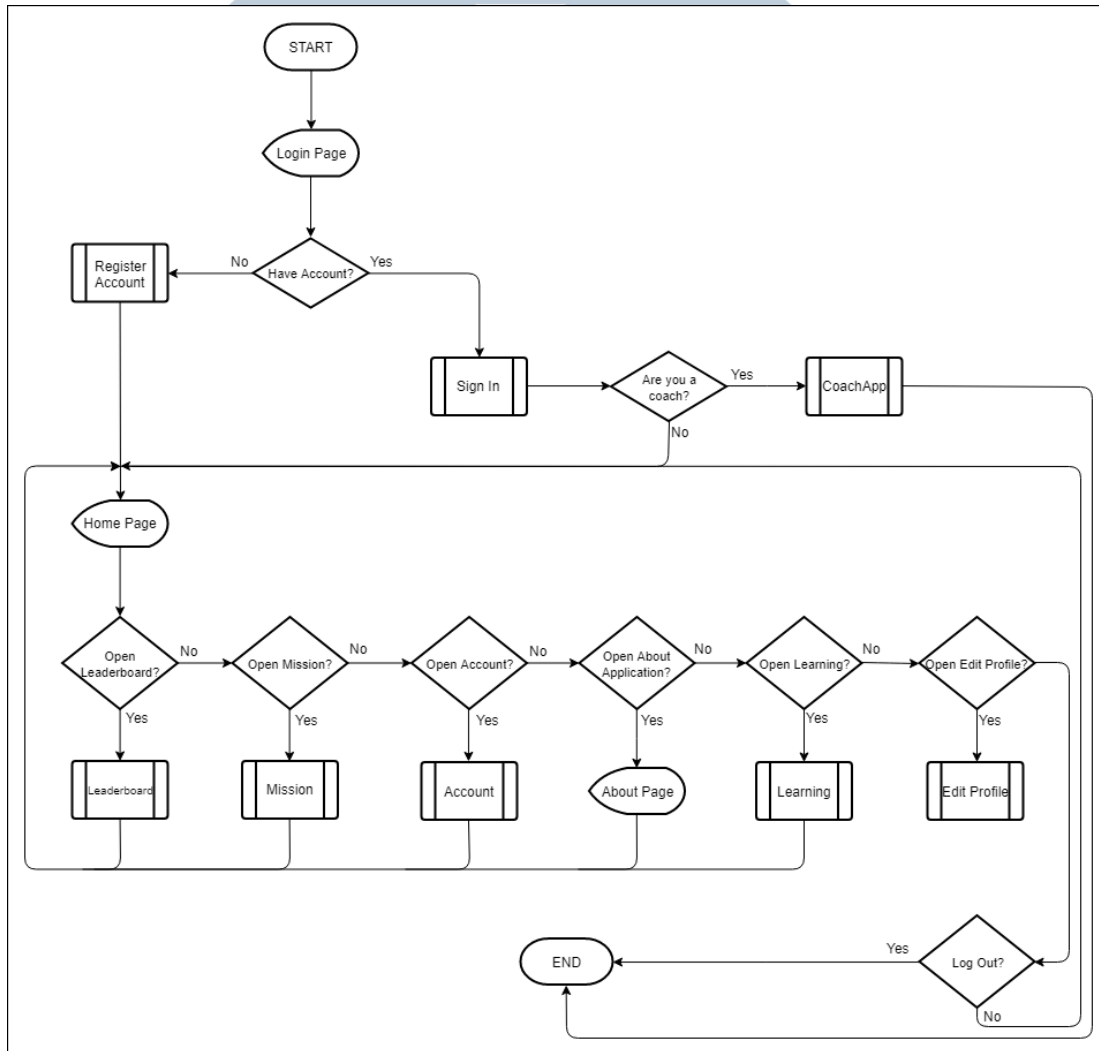 START
Login Page
No
Have Account?
Yes
Register
Account
Sign In
Are you a
coach?
Yes
CoachApp
No
Home Page
Open
Leaderboard?
No
Open Mission?
No
Open Account?
No
Open About
Application?
No
Open Learning?
No
Open Edit Profile?
Yes
Yes
Yes
Yes
Yes
Yes
Leaderboard
Mission
Account
About Page
Learning
Edit Profile
END
Yes
Log Out?
No